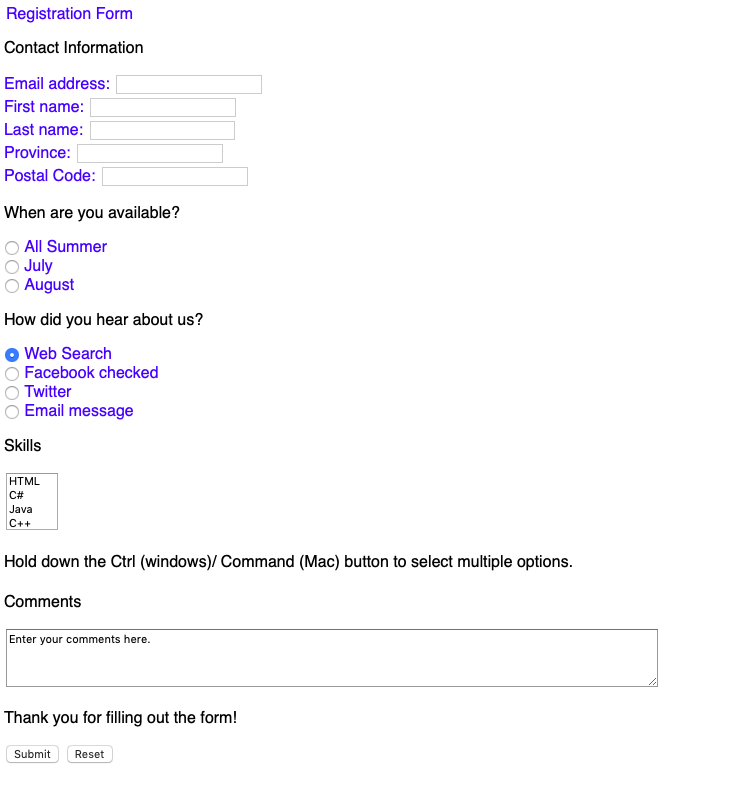 Registration Form
Contact Information
Email address:
First name:
Last name:
Province:
Postal Code:
When are you available?
All Summer
July
August
How did you hear about us?
Web Search
Facebook checked
Twitter
Email message
Skills
HTML
C#
Java
C++
Hold down the Ctrl (windows)/ Command (Mac) button to select multiple options.
Comments
Enter your comments here.
Thank you for filling out the form!
Submit Reset